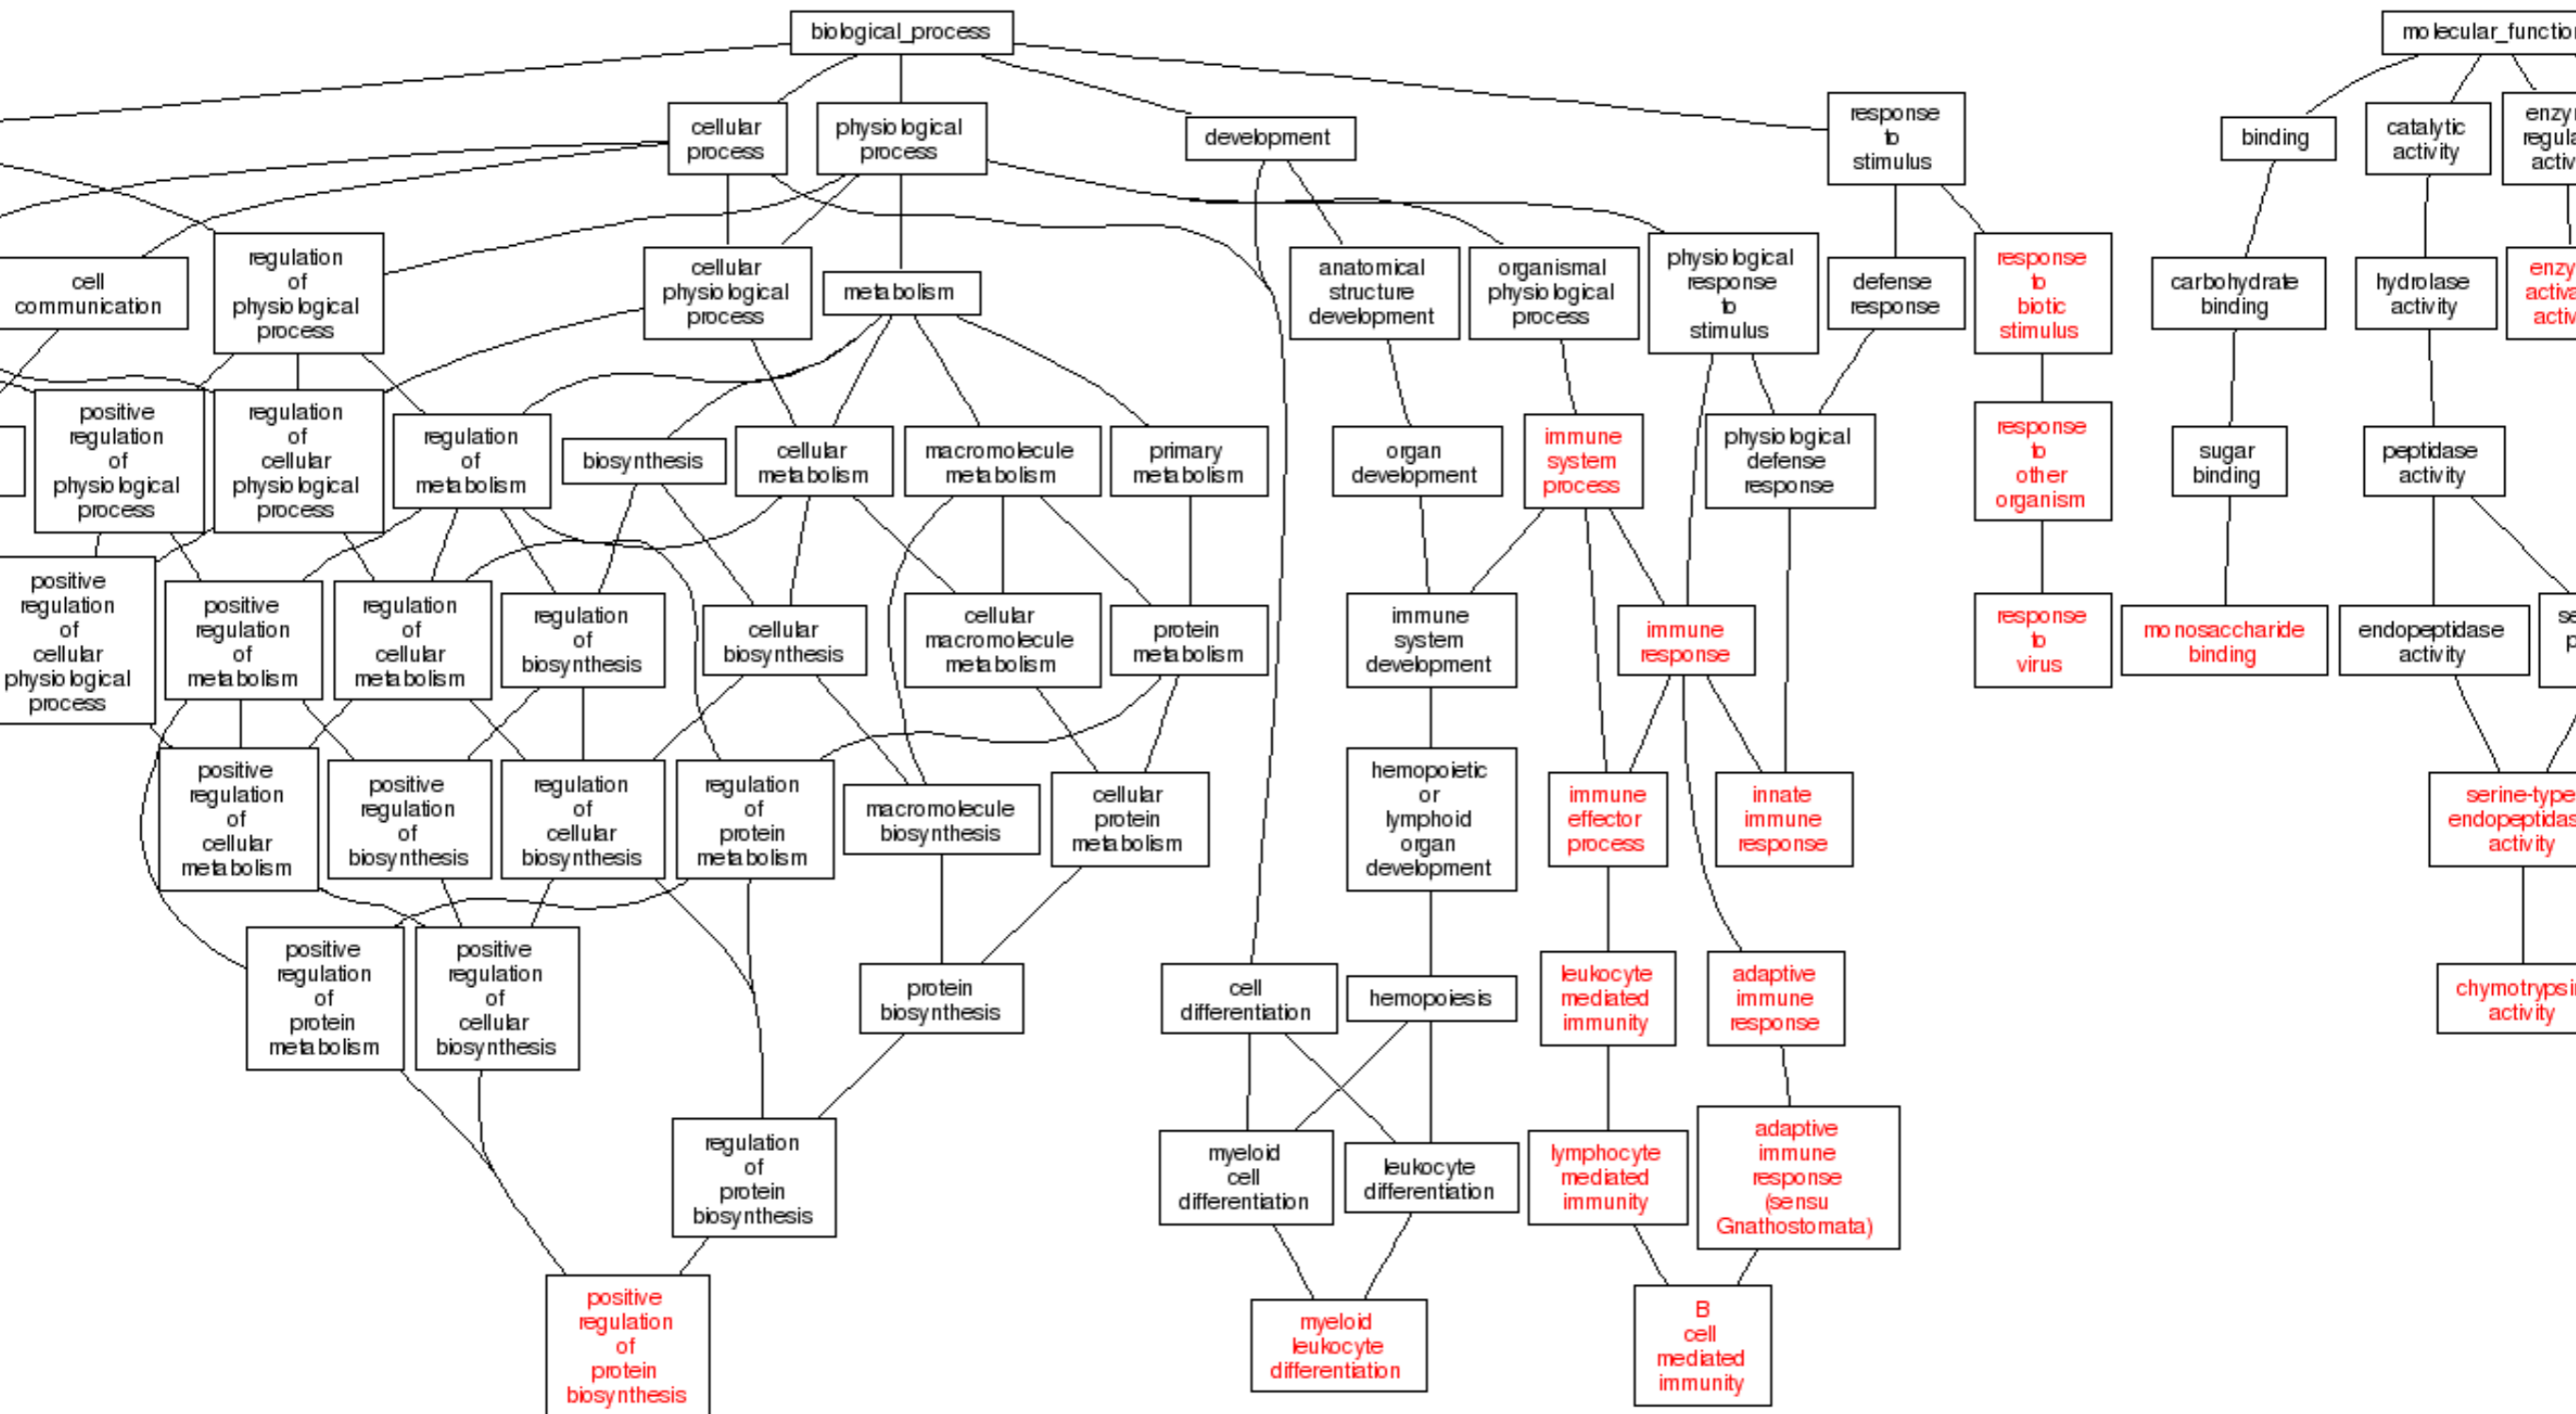 biological_process
molecular_function
cellular
process
physiological
process
development
response
to
stimulus
binding
catalytic
activity
cell
communication
regulation
of
physiological
process
cellular
physiological
process
metabolism
anatomical
structure
development
organismal
physiological
process
physiological
response
to
stimulus
defense
response
response
to
biotic
stimulus
carbohydrate
binding
hydrolase
activity
positive
regulation
of
physiological
process
regulation
of
cellular
physiological
process
regulation
of
metabolism
biosynthesis
cellular
metabolism
macromolecule
metabolism
primary
metabolism
organ
development
immune
system
process
physiological
defense
response
response
to
other
organism
sugar
binding
peptidase
activity
positive
regulation
of
cellular
physiological
process
positive
regulation
of
metabolism
regulation
of
cellular
metabolism
regulation
of
biosynthesis
cellular
biosynthesis
cellular
macromolecule
metabolism
protein
metabolism
immune
system
development
immune
response
response
to
virus
monosaccharide
binding
endopeptidase
activity
positive
regulation
of
cellular
metabolism
positive
regulation
of
biosynthesis
regulation
of
cellular
biosynthesis
regulation
of
protein
metabolism
macromolecule
biosynthesis
cellular
protein
metabolism
hemopoietic
or
lymphoid
organ
development
immune
effector
process
innate
immune
response
serine-type
endopeptidas
activity
positive
regulation
of
protein
metabolism
positive
regulation
of
cellular
biosynthesis
protein
biosynthesis
cell
differentiation
hemopoiesis
leukocyte
mediated
immunity
adaptive
immune
response
chymotrypsi
activity
regulation
of
protein
biosynthesis
myeloid
cell
differentiation
leukocyte
differentiation
lymphocyte
mediated
immunity
adaptive
immune
response
(sensu
Gnathostomata)
positive
regulation
of
protein
biosynthesis
myeloid
leukocyte
differentiation
B
cell
mediated
immunity